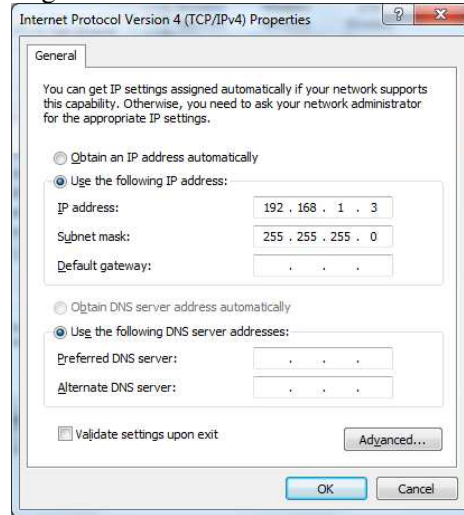 Internet Protocol Version 4 (TCP/IPv4) Properties
General
You can get IP settings assigned automatically if your network supports
this capability. Otherwise, you need to ask your network administrator
for the appropriate IP settings.
Obtain an IP address automatically
Use the following IP address:
IP address: 192 . 168 . 1 . 3
Subnet mask: 255 . 255 . 255 . 0
Default gateway: . . .
Obtain DNS server address automatically
Use the following DNS server addresses:
Preferred DNS server: . . .
Alternate DNS server: . . .
Validate settings upon exit
Advanced...
OK Cancel